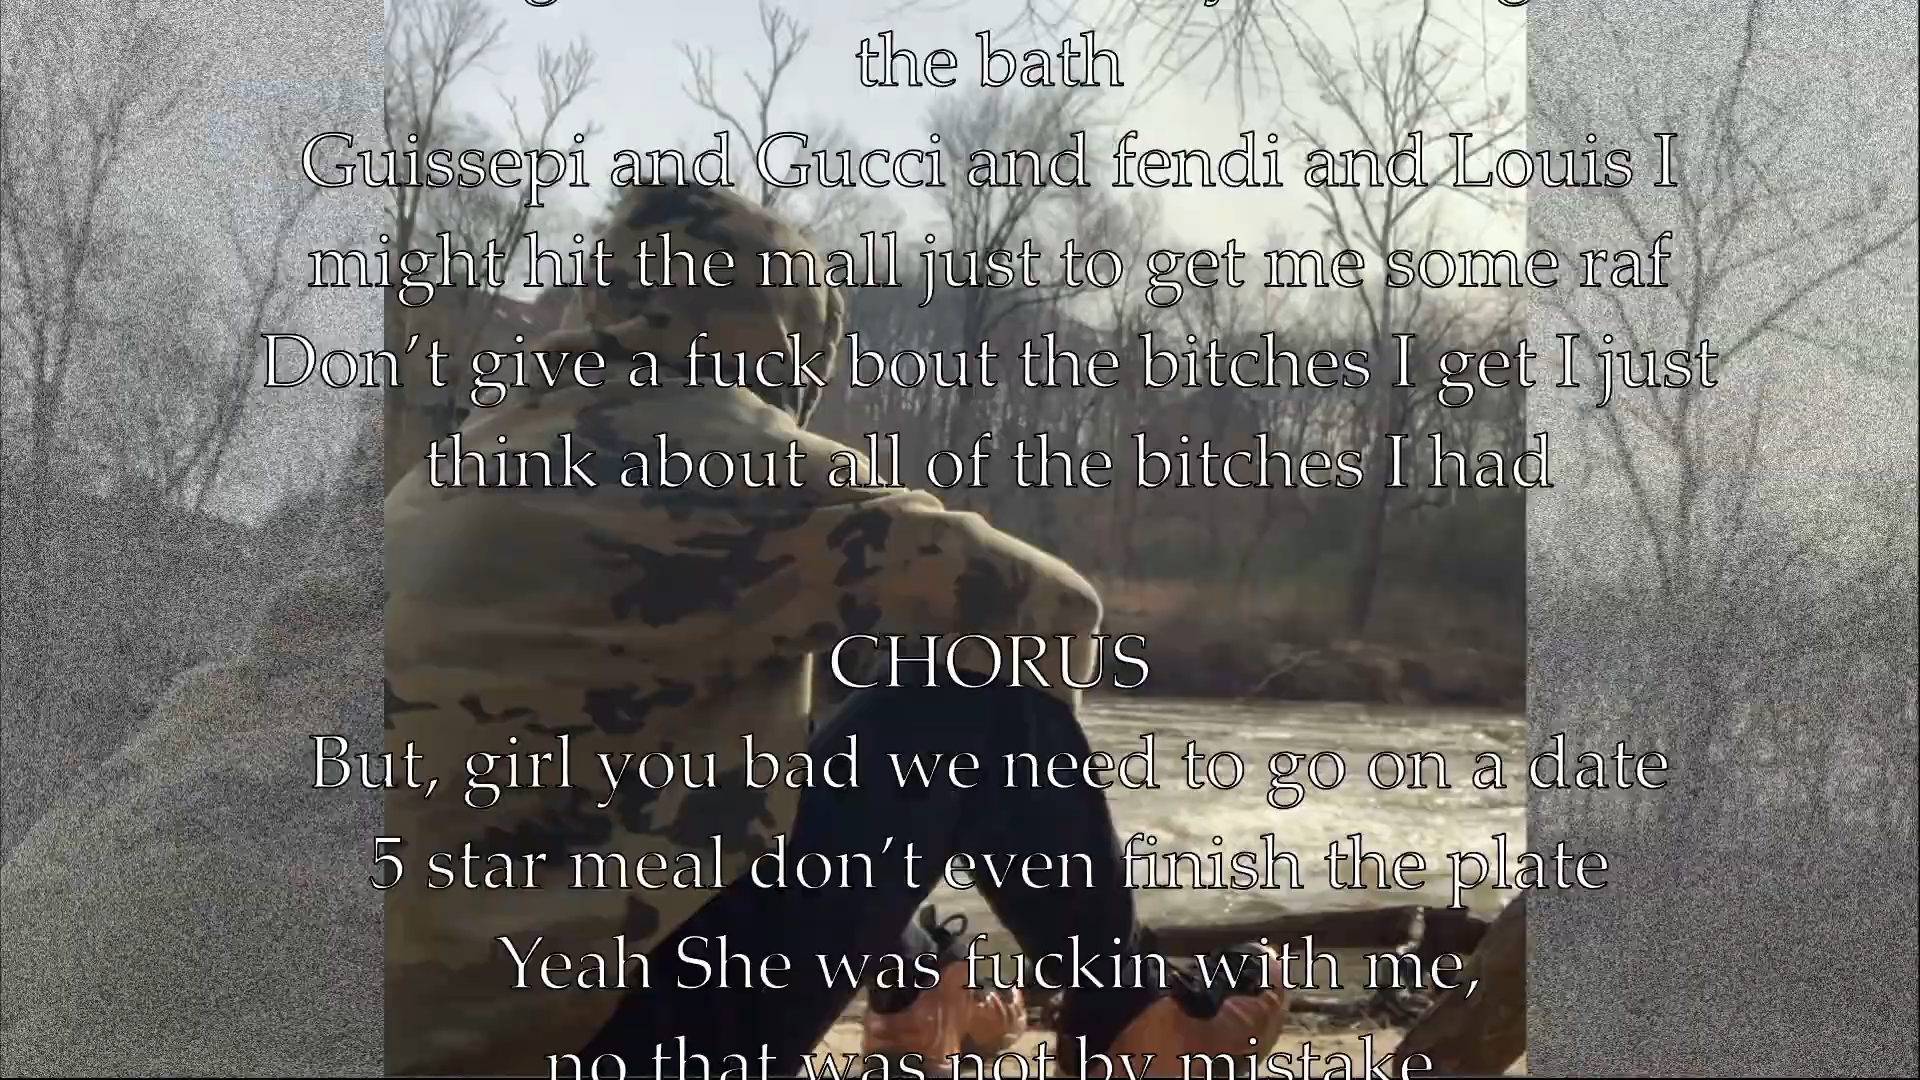 the bath
Guissepi and Gucci and fendi and Louis I
might hit the mall just to get me some raf
Don't give a fuck bout the bitches I get I just
think about all of the bitches I had
CHORUS
But, girl you bad we need to go on a date
5 star meal don't even finish the plate
Yeah She was fuckin with me,
no that was not by mistake